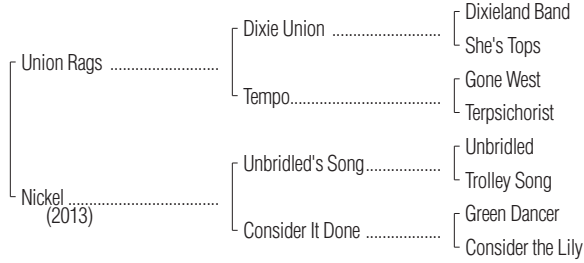 Dixieland Band
Dixie Union
She's Tops
Union Rags
Gone West
Tempo
Terpsichorist
Unbridled
Unbridled's Song
Trolley Song
Nickel
(2013)
Green Dancer
Consider It Done
Consider the Lily